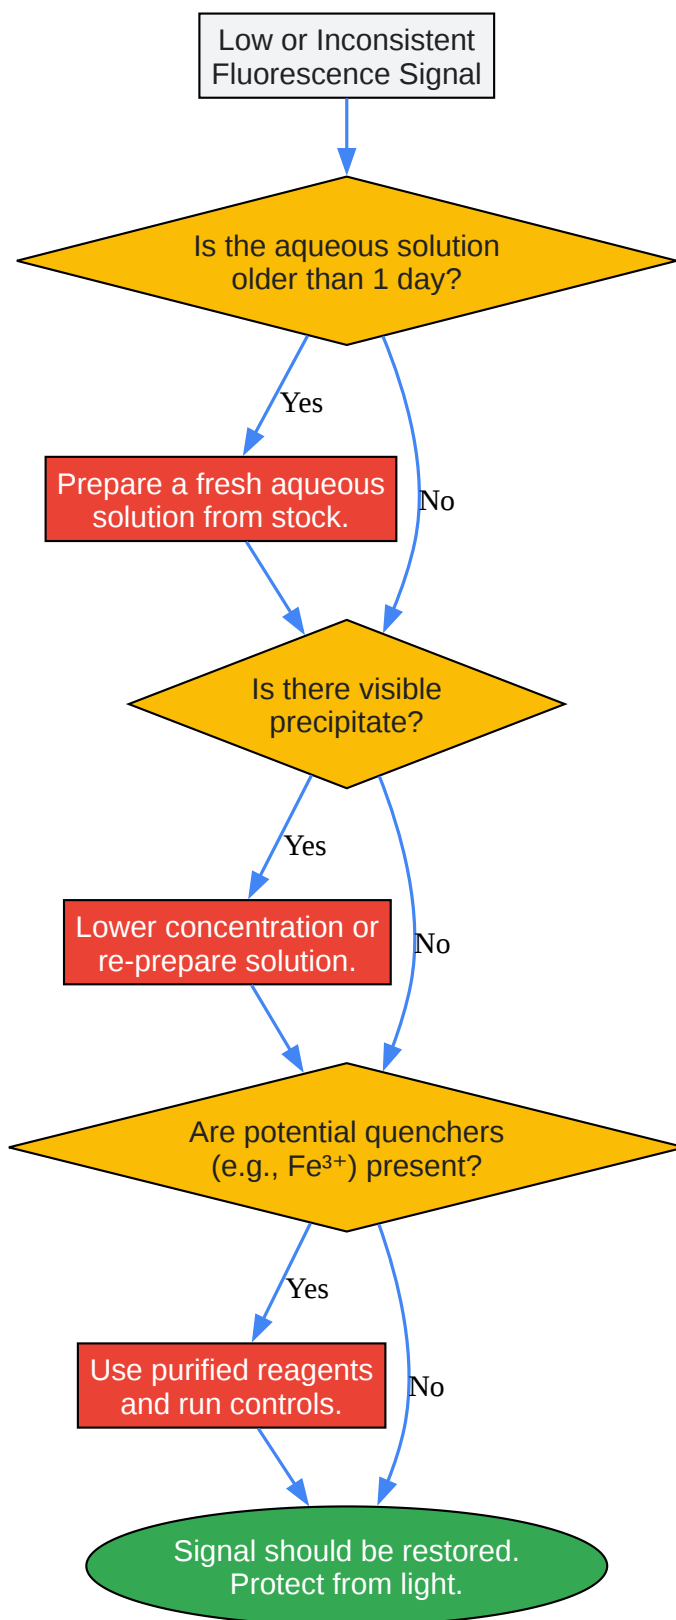 Low or Inconsistent
Fluorescence Signal
Is the aqueous solution
older than 1 day?
Yes
Prepare a fresh aqueous
solution from stock.
No
Is there visible
precipitate?
Yes
Lower concentration or
re-prepare solution.
No
Are potential quenchers
(e.g., Fe³⁺) present?
Yes
Use purified reagents
and run controls.
No
Signal should be restored.
Protect from light.